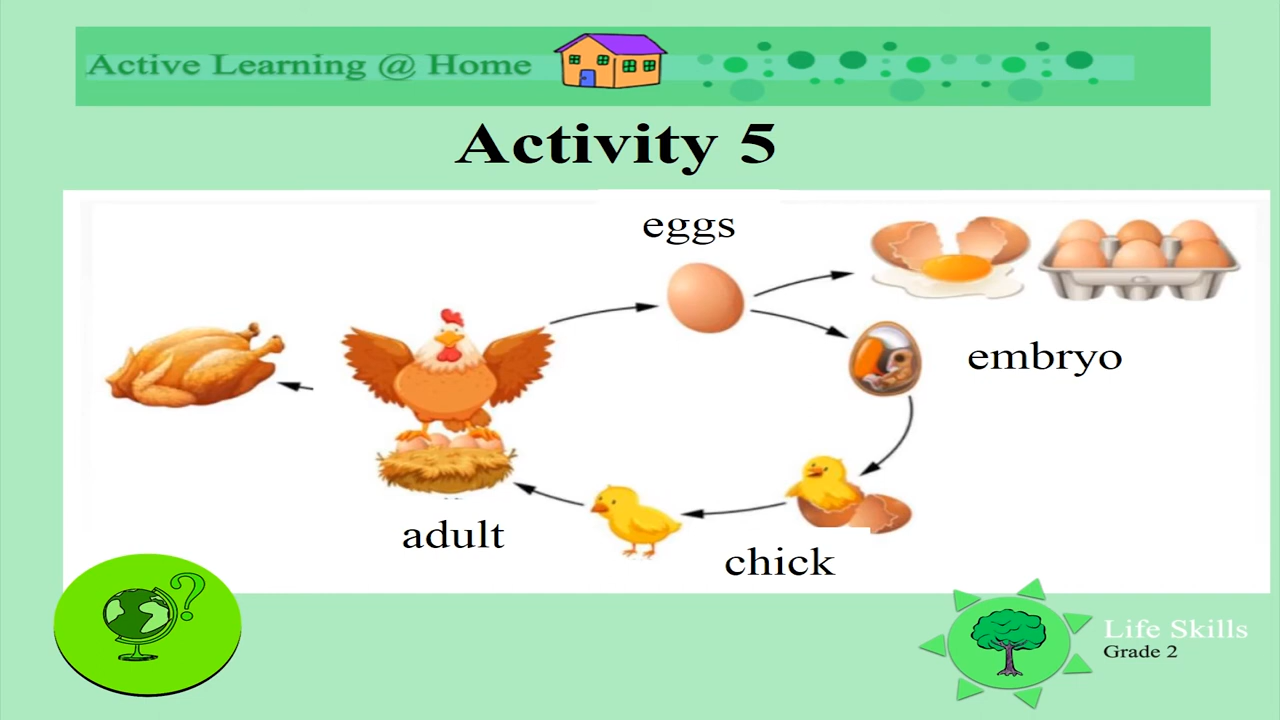 Active Learning @ Home
Activity 5
eggs
embryo
adult
chick
?
Life Skills
Grade 2